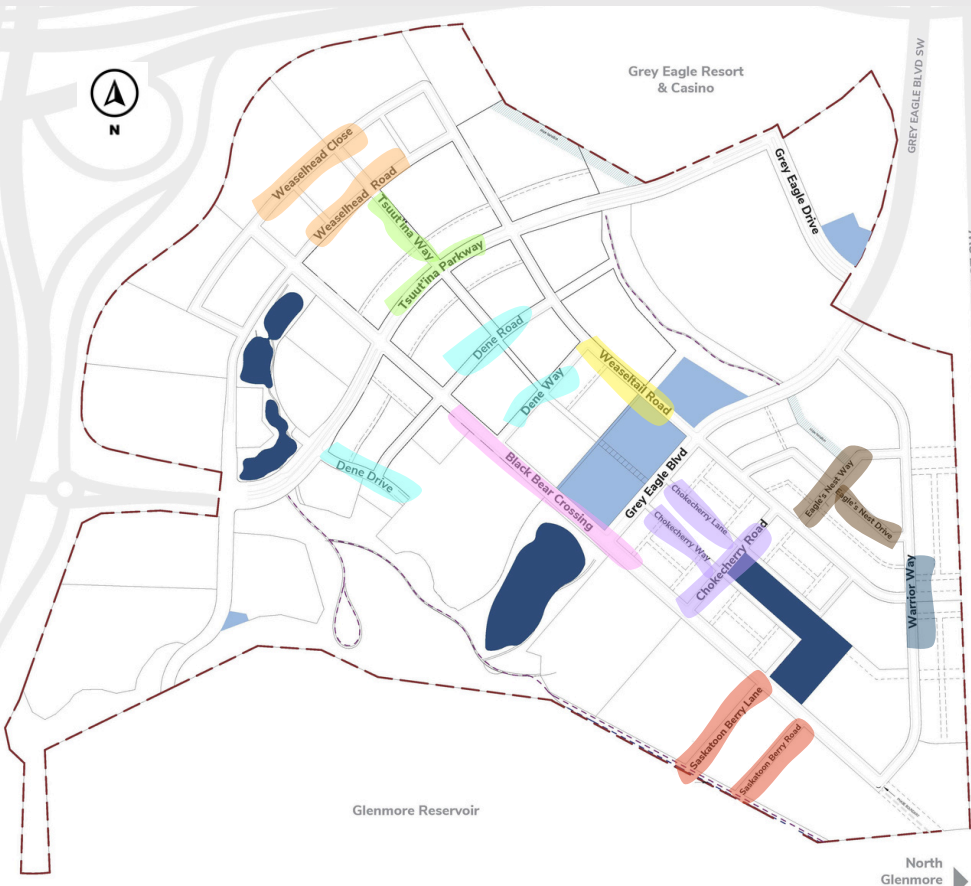 Grey Eagle Resort
& Casino
GREY EAGLE BLVD SW
N
Weaselhead Close
Weaselhead Road
Grey Eagle Drive
Tsuut'ina Way
Tsuut'ina Parkway
Dene Road
Dene Way
Weaseltail Road
Dene Drive
Black Bear Crossing
Grey Eagle Blvd
Chokecherry Lane
Chokecherry Way
Chokecherry Road
Eagle's Nest Way
Eagle's Nest Drive
Warrior Way
Saskatoon Berry Lane
Saskatoon Berry Road
Glenmore Reservoir
North
Glenmore